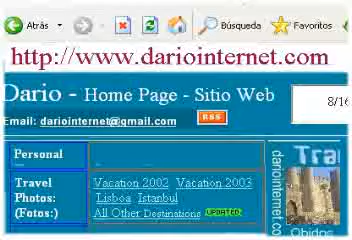 Atrás
Búsqueda
Favoritos
http://www.dariointernet.com
Dario - Home Page - Sitio Web
8/16
Email: dariointernet@gmail.com
RSS
Personal
Travel
Photos:
(Fotos:)
Vacation 2002 Vacation 2003
Lisboa Istanbul
All Other Destinations UPDATED!
dariointernet.co
Tra
Obidos